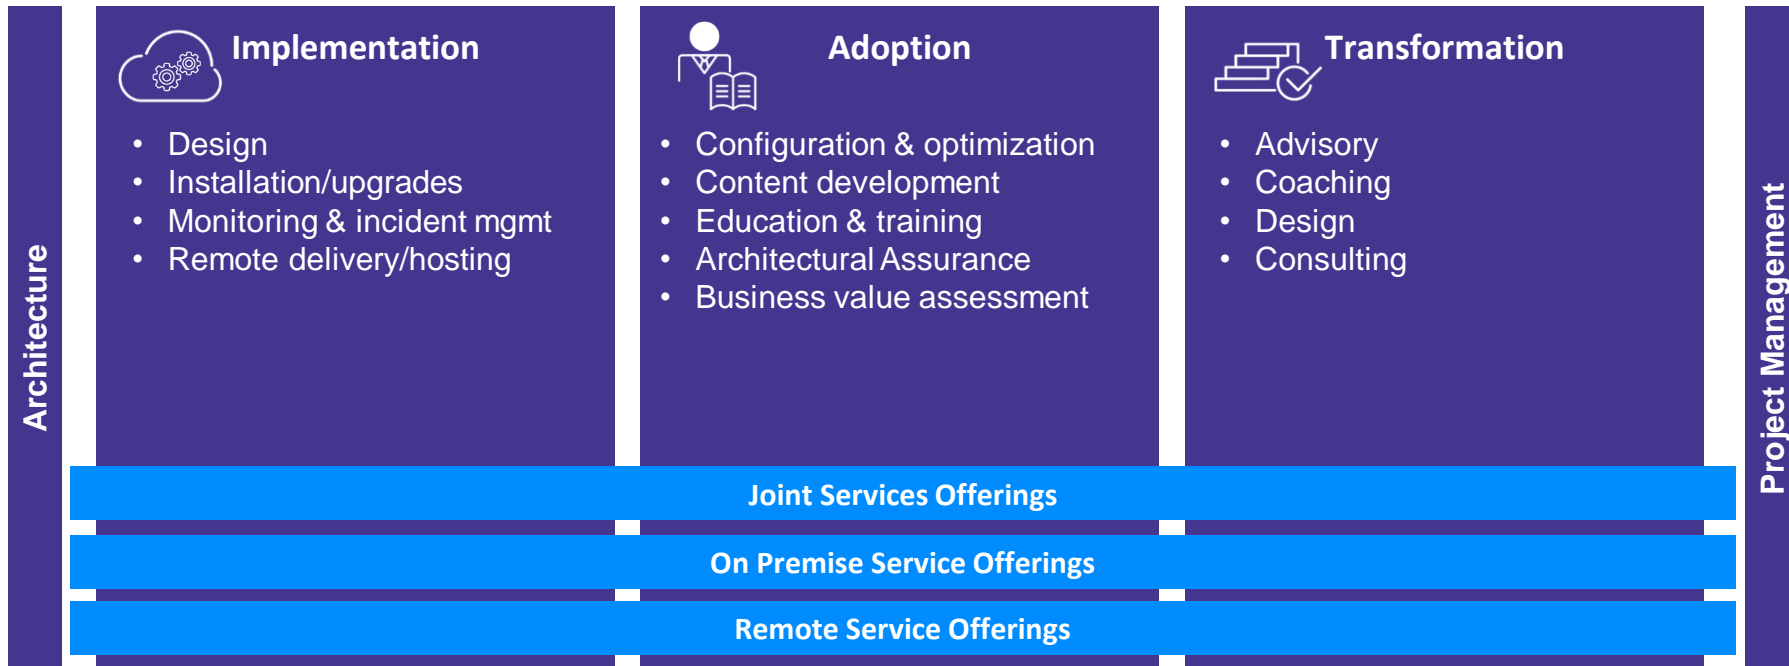 Architecture
Implementation
• Design
• Installation/upgrades
• Monitoring & incident mgmt
• Remote delivery/hosting
Adoption
• Configuration & optimization
• Content development
• Education & training
• Architectural Assurance
• Business value assessment
Transformation
• Advisory
• Coaching
• Design
• Consulting
Project Management
Joint Services Offerings
On Premise Service Offerings
Remote Service Offerings